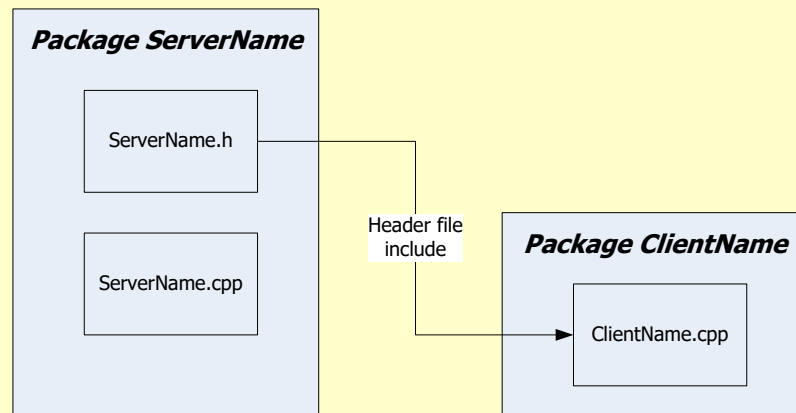 Package ServerName
ServerName.h
ServerName.cpp
Header file
include
Package ClientName
ClientName.cpp